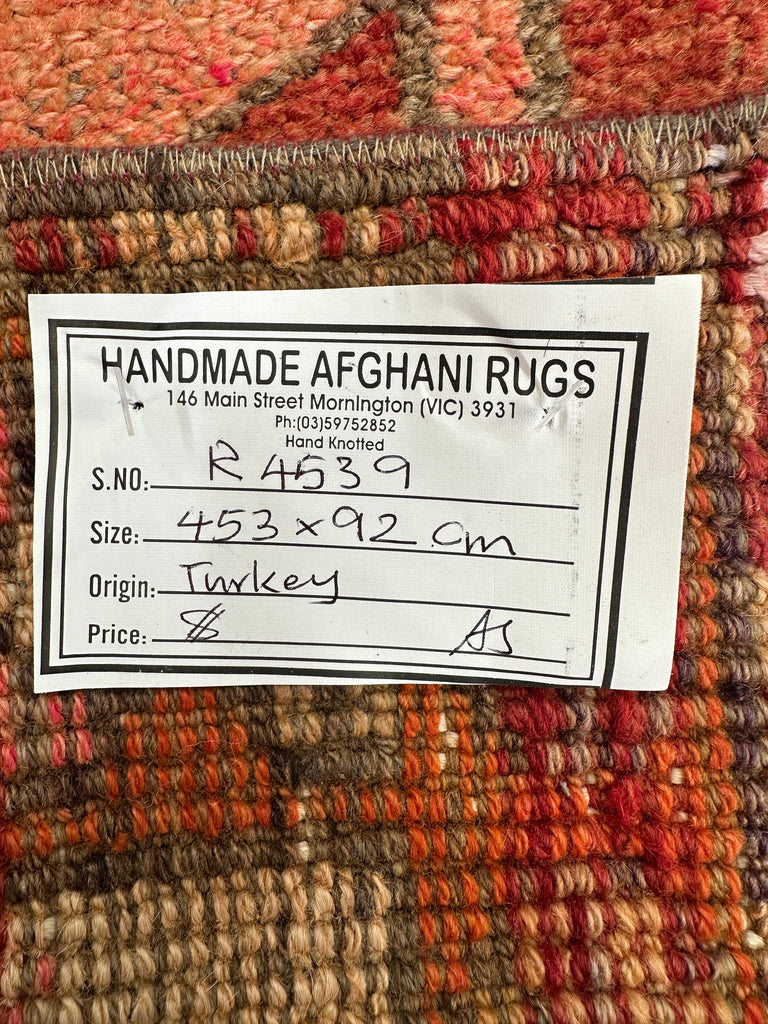 HANDMADE AFGHANI RUGS
146 Main Street Mornington (VIC) 3931
Ph:(03)59752852
Hand Knotted
S.NO: R 4539
Size: 453 x 92 cm
Origin: Turkey
Price: $ AS